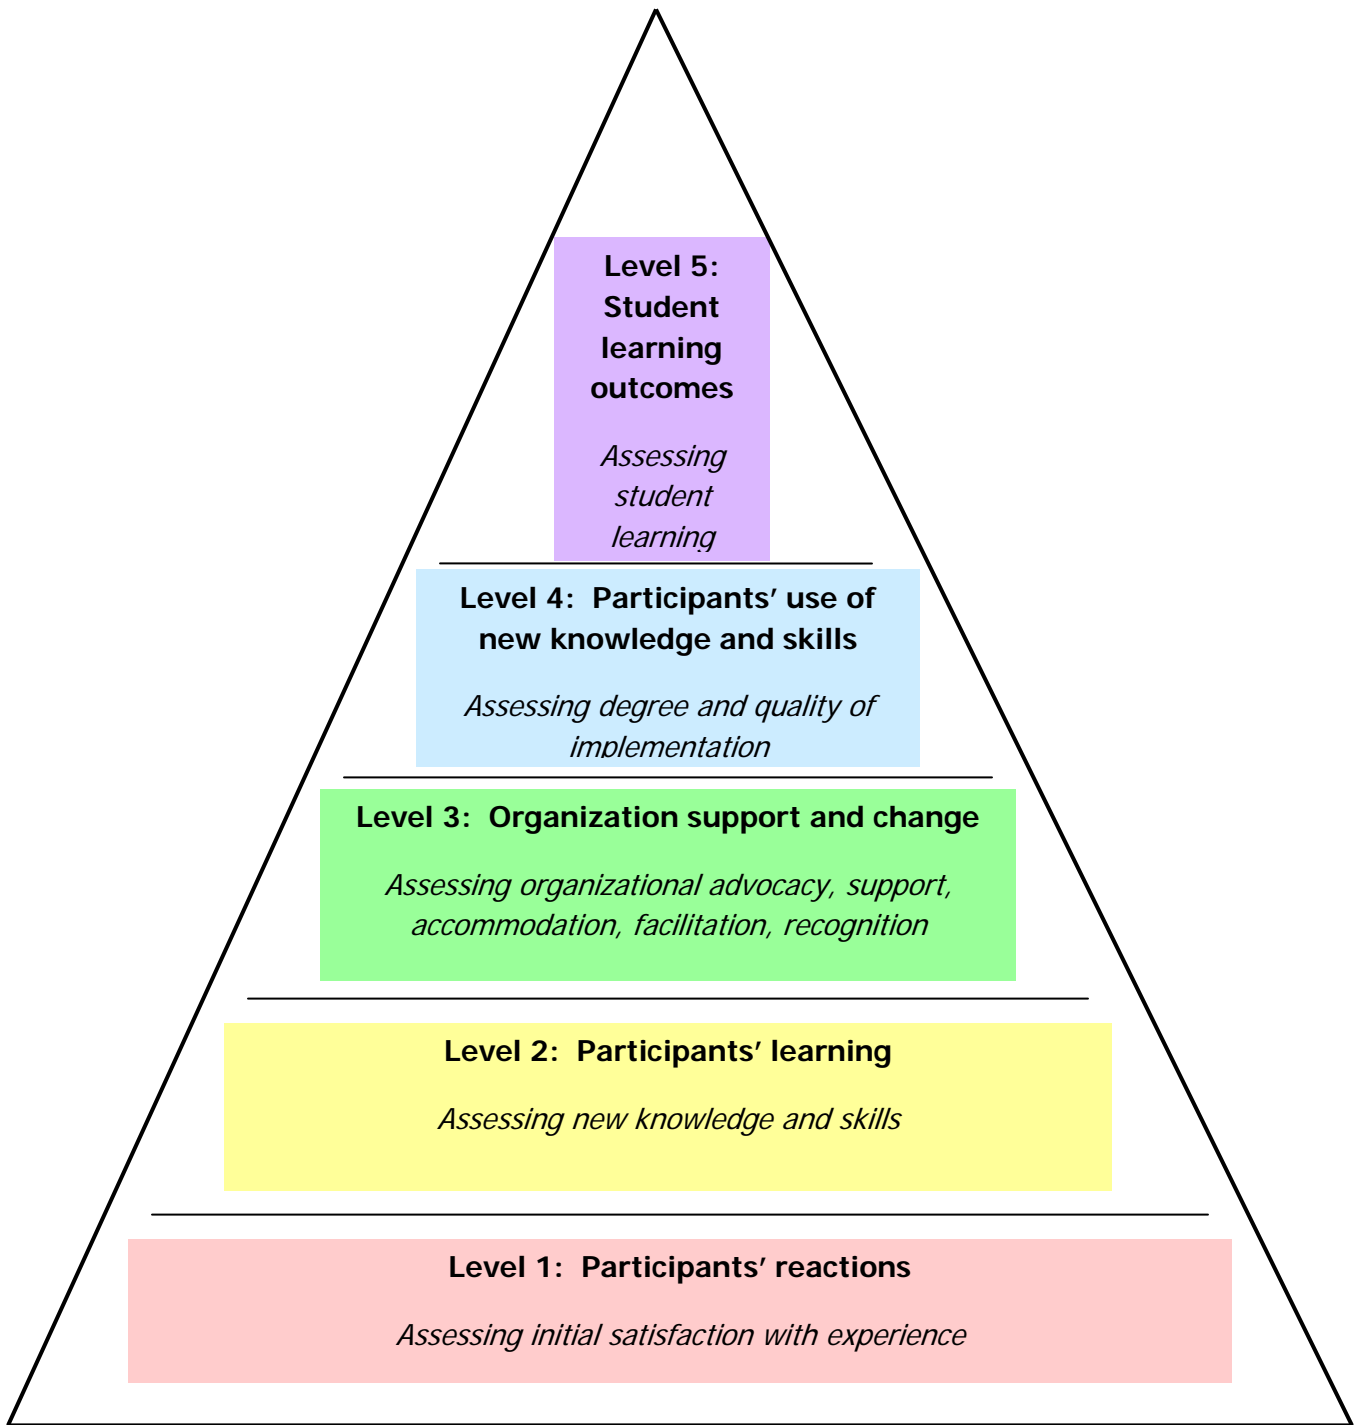 Level 5:
Student
learning
outcomes
Assessing
student
learning
Level 4:  Participants’ use of
new knowledge and skills
Assessing degree and quality of
implementation
Level 3:  Organization support and change
Assessing organizational advocacy, support,
accommodation, facilitation, recognition
Level 2:  Participants’ learning
Assessing new knowledge and skills
Level 1:  Participants’ reactions
Assessing initial satisfaction with experience